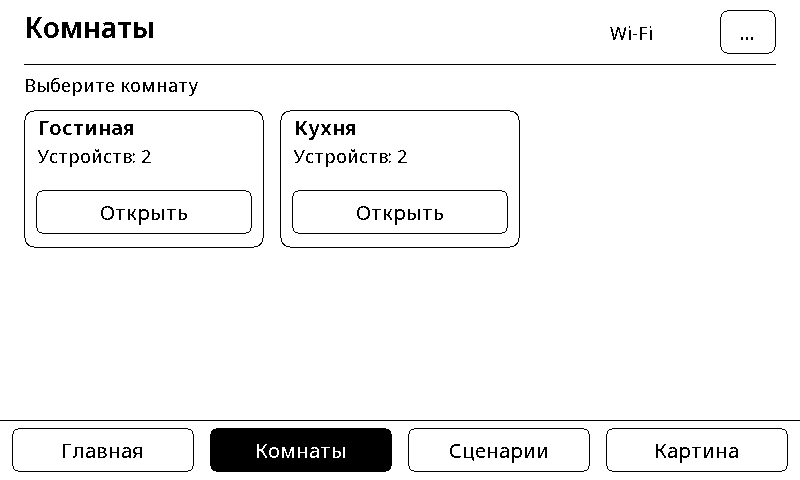 Комнаты
Wi-Fi
...
Выберите комнату
Гостиная
Устройств: 2
Открыть
Кухня
Устройств: 2
Открыть
Главная
Комнаты
Сценарии
Картина